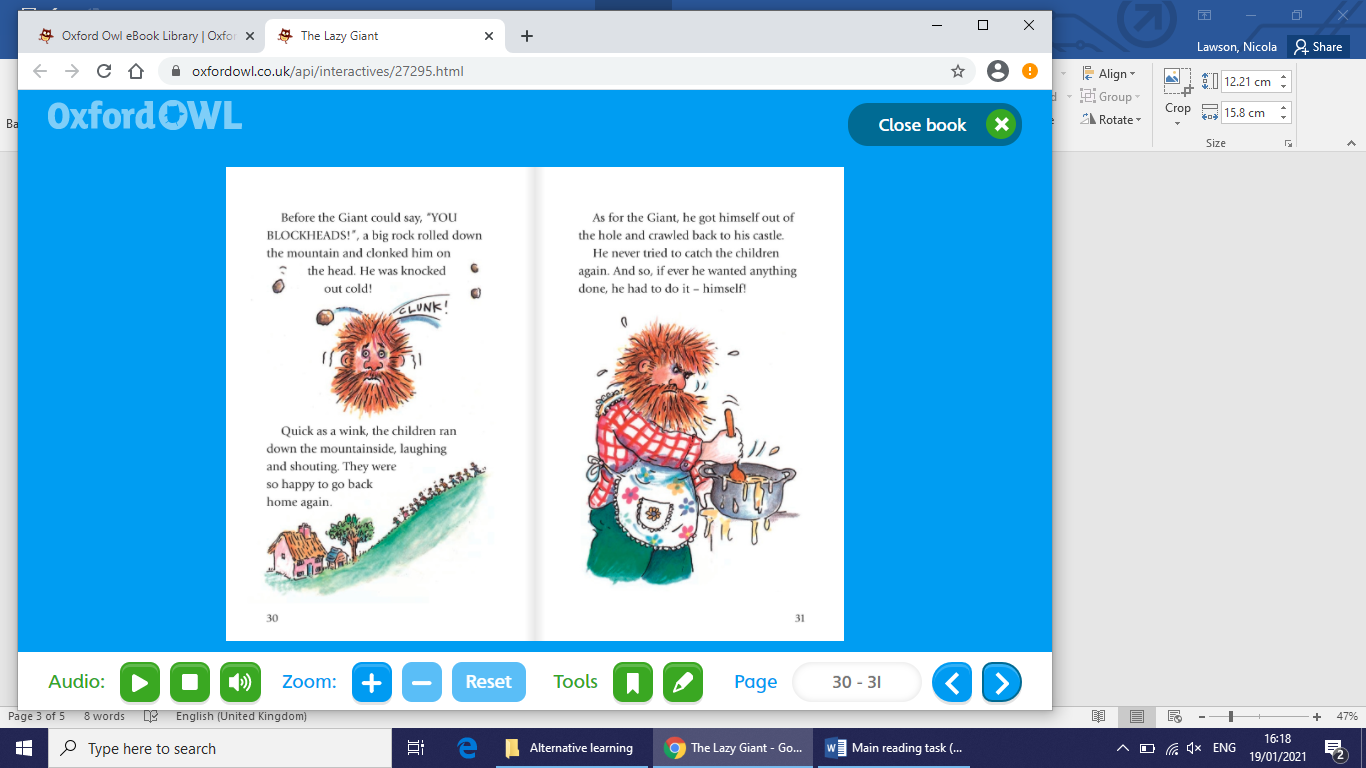 Lawson, Nicola
Share
Oxford Owl eBook Library | Oxfo
The Lazy Giant
oxfordowl.co.uk/api/interactives/27295.html
Align
Group
Rotate
Crop
12.21 cm
15.8 cm
Size
Ba
Oxford OWL
Close book
Before the Giant could say, “YOU
BLOCKHEADS!”, a big rock rolled down
the mountain and clonked him on
the head. He was knocked
out cold!
CLUNK!
Quick as a wink, the children ran
down the mountainside, laughing
and shouting. They were
so happy to go back
home again.
30
As for the Giant, he got himself out of
the hole and crawled back to his castle.
He never tried to catch the children
again. And so, if ever he wanted anything
done, he had to do it – himself!
31
Audio:
Zoom:
Reset
Tools
Page
30 - 31
Page 3 of 5
8 words
English (United Kingdom)
47%
Type here to search
Alternative learning
The Lazy Giant - Go...
Main reading task (...
ENG
16:18
19/01/2021
2